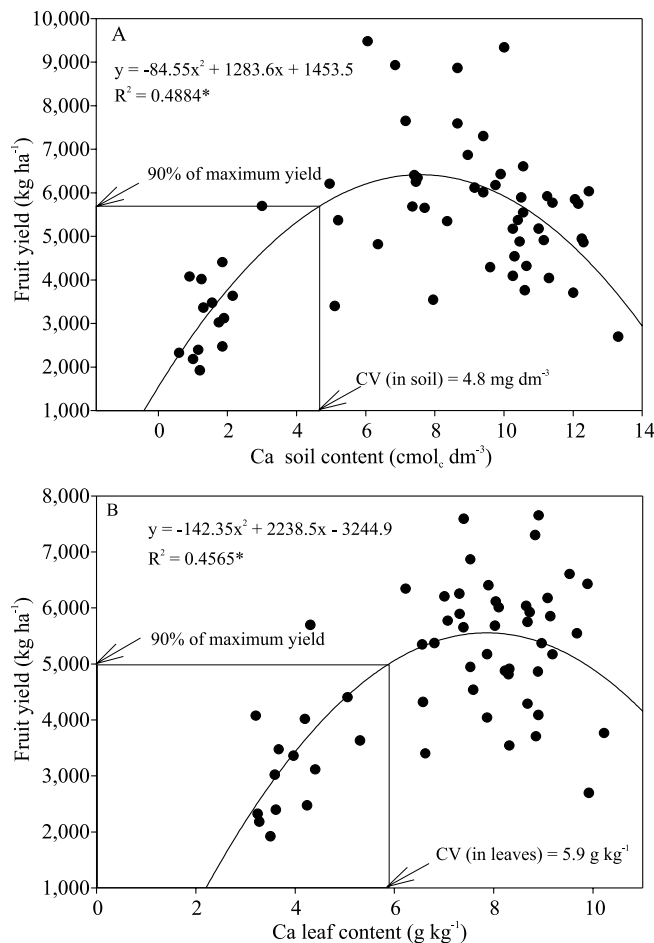 A
y = -84.55x² + 1283.6x + 1453.5
R² = 0.4884*
90% of maximum yield
CV (in soil) = 4.8 mg dm⁻³
Fruit yield (kg ha⁻¹)
10,000
9,000
8,000
7,000
6,000
5,000
4,000
3,000
2,000
1,000
0 2 4 6 8 10 12 14
Ca soil content (cmol_c dm⁻³)
B
y = -142.35x² + 2238.5x - 3244.9
R² = 0.4565*
90% of maximum yield
CV (in leaves) = 5.9 g kg⁻¹
Fruit yield (kg ha⁻¹)
8,000
7,000
6,000
5,000
4,000
3,000
2,000
1,000
0 2 4 6 8 10
Ca leaf content (g kg⁻¹)